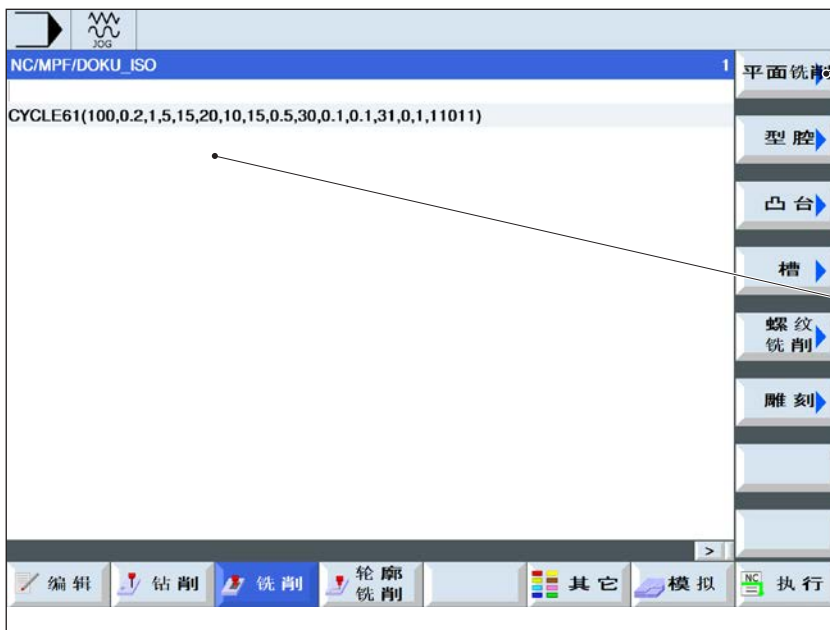 JOG
NC/MPF/DOKU_ISO 1
CYCLE61(100,0.2,1,5,15,20,10,15,0.5,30,0.1,0.1,31,0,1,11011)
平面铣削
型腔
凸台
槽
螺纹
铣削
雕刻
>
编辑
钻削
铣削
轮廓
铣削
其它
模拟
NC
执行